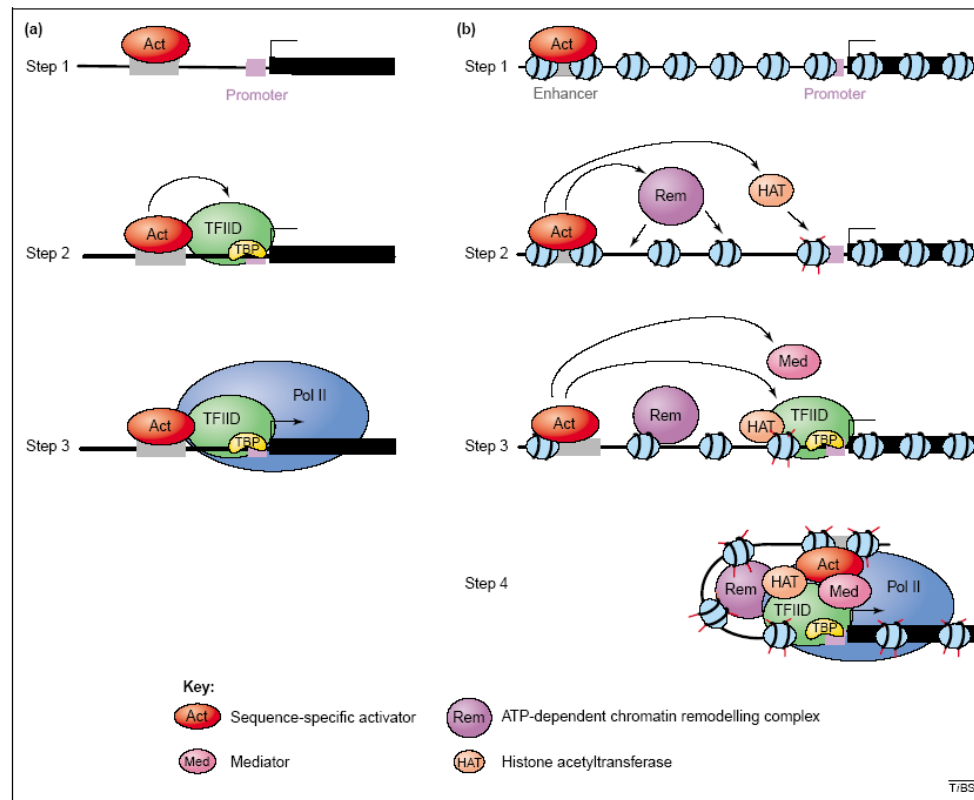 (a)
Act
Step 1
Promoter
Act
TFIID
TBP
Step 2
Pol II
Act
TFIID
TBP
Step 3
(b)
Act
Step 1
Enhancer
Promoter
Rem
HAT
Act
Step 2
Med
Act
Rem
HAT
TFIID
TBP
Step 3
Step 4
Act
HAT
Rem
Med
Pol II
TFIID
TBP
Key:
Act Sequence-specific activator
Rem ATP-dependent chromatin remodelling complex
Med Mediator
HAT Histone acetyltransferase
TiBS